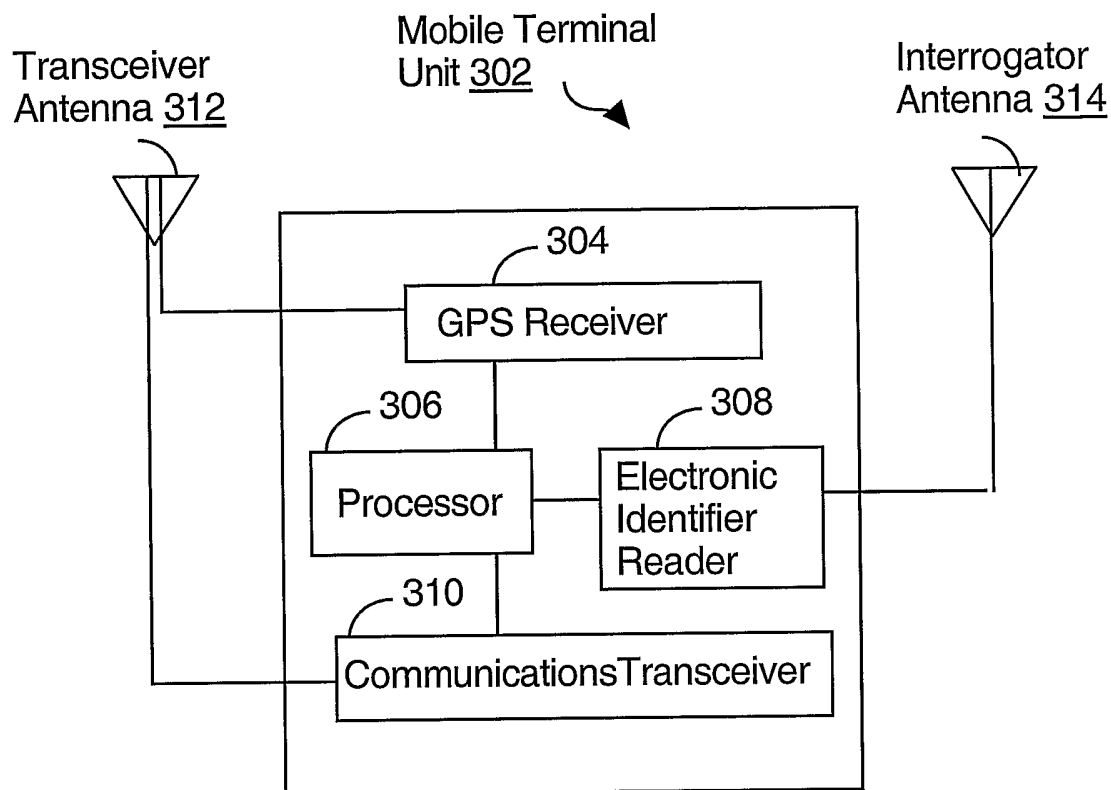 Mobile Terminal
Unit 302
Transceiver
Antenna 312
Interrogator
Antenna 314
304
GPS Receiver
306
308
Processor
Electronic
Identifier
Reader
310
CommunicationsTransceiver